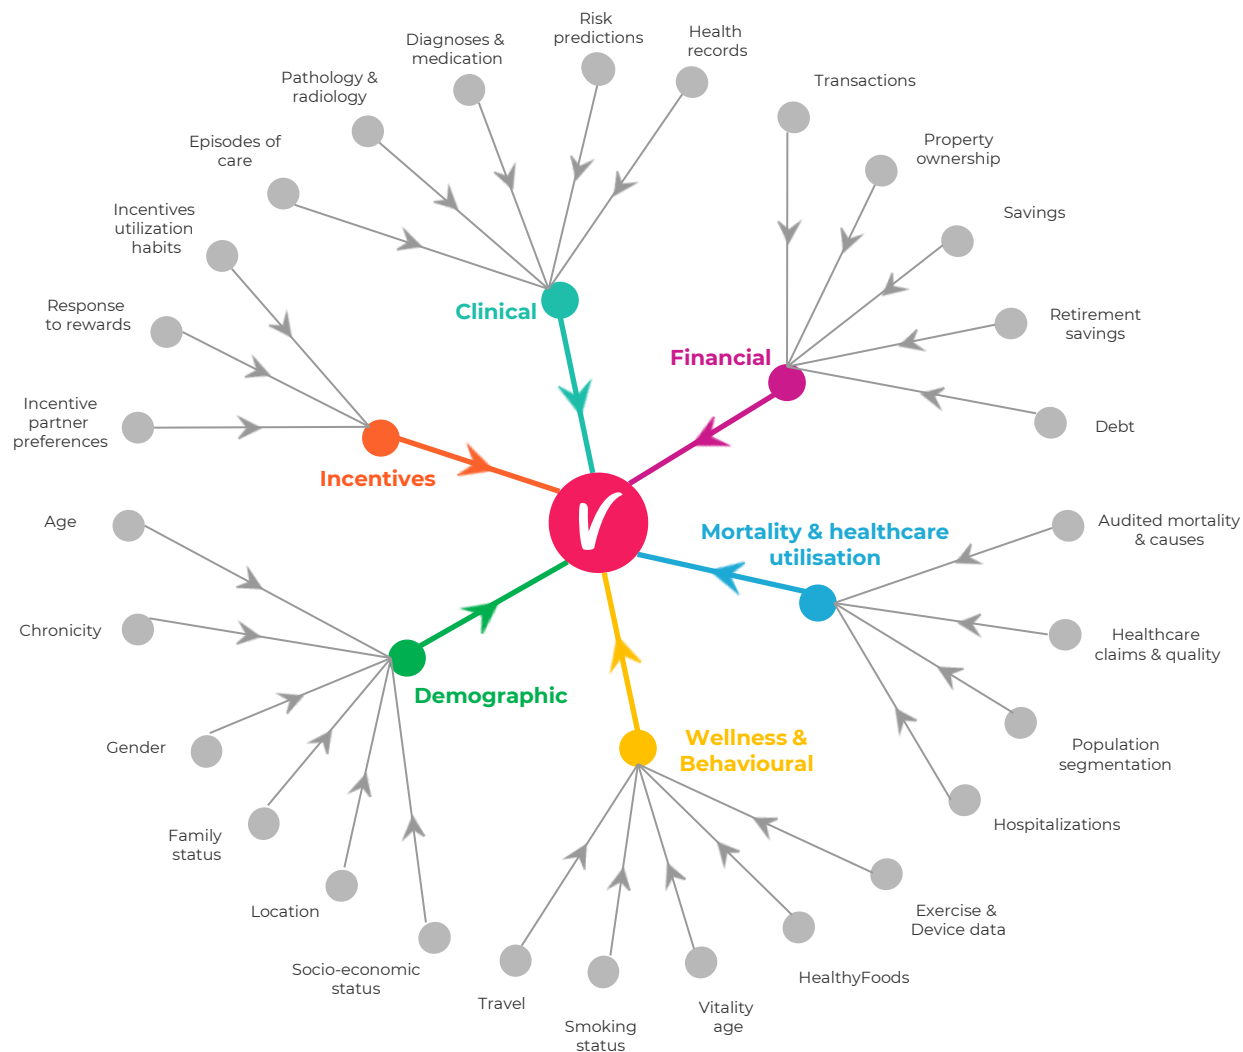 Risk
predictions
Health
records
Diagnoses &
medication
Pathology &
radiology
Transactions
Episodes of
care
Property
ownership
Incentives
utilization
habits
Savings
Response
to rewards
Clinical
Retirement
savings
Financial
Incentive
partner
preferences
Debt
Incentives
V
Age
Audited mortality
& causes
Mortality & healthcare
utilisation
Chronicity
Healthcare
claims & quality
Demographic
Gender
Wellness &
Behavioural
Population
segmentation
Family
status
Hospitalizations
Location
Exercise &
Device data
Socio-economic
status
HealthyFoods
Travel
Vitality
age
Smoking
status